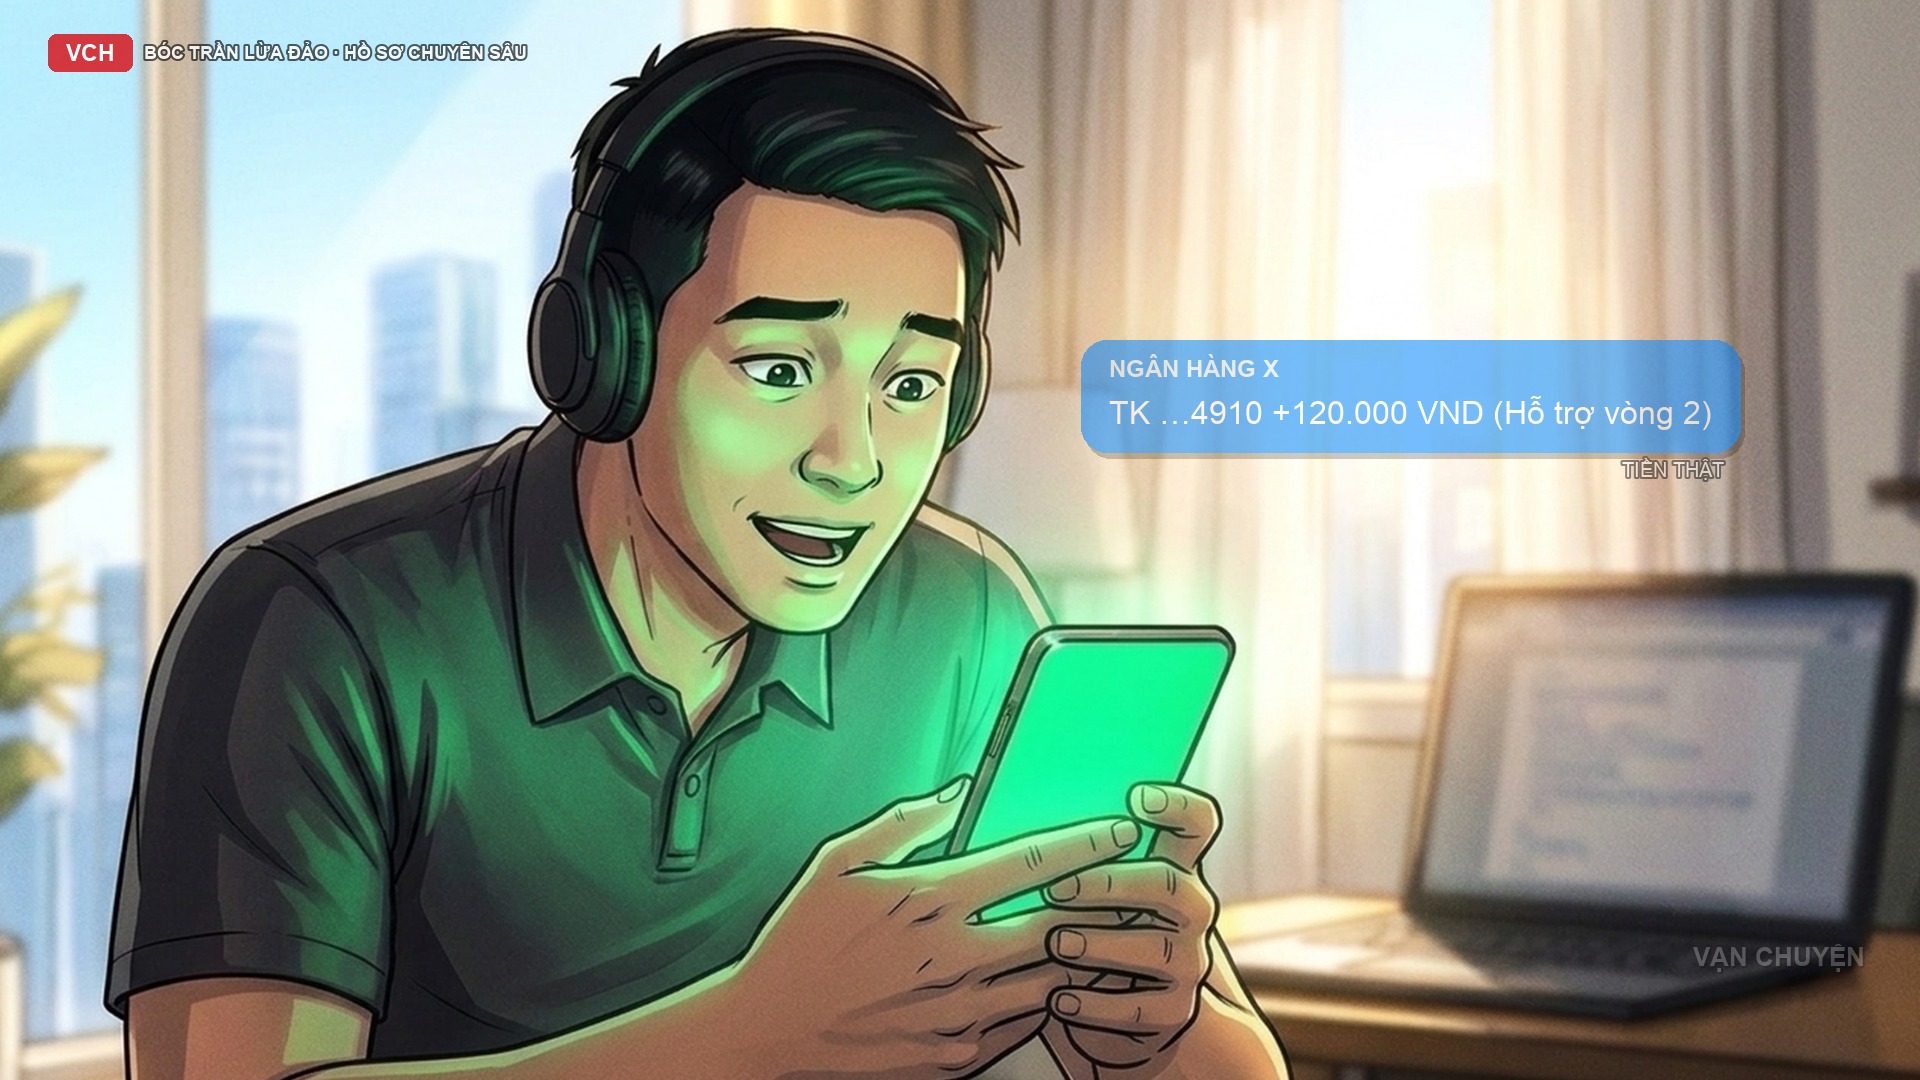 VCH BÓC TRẦN LỪA ĐẢO · HỒ SƠ CHUYÊN SÂU
NGÂN HÀNG X
TK …4910 +120.000 VND (Hỗ trợ vòng 2)
TIỀN THẬT
VẠN CHUYỆN